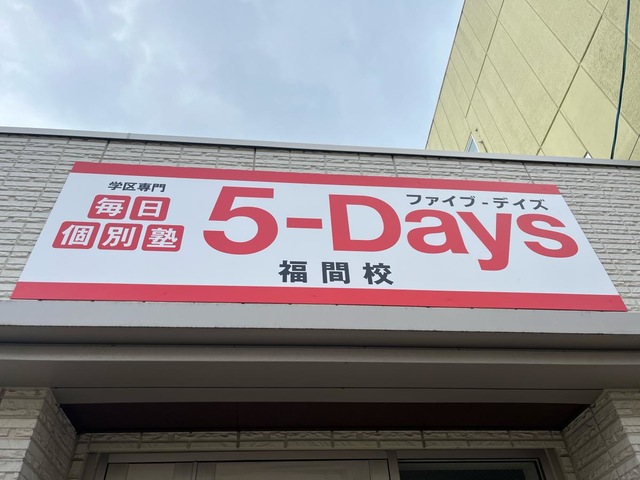 学区専門
毎日
個別塾
5-Days
ファイブ-デイズ
福間校